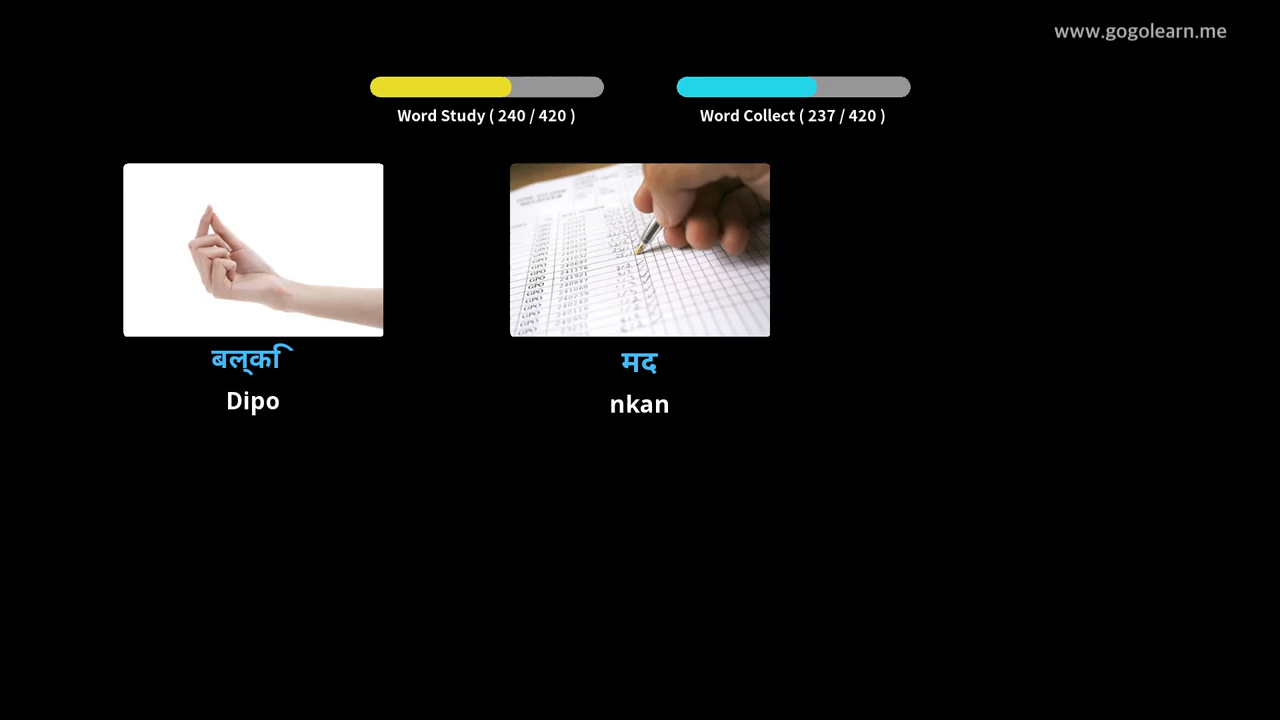 www.gogolearn.me
Word Study ( 240 / 420 )
Word Collect ( 237 / 420 )
बल्कि
Dipo
मद
nkan